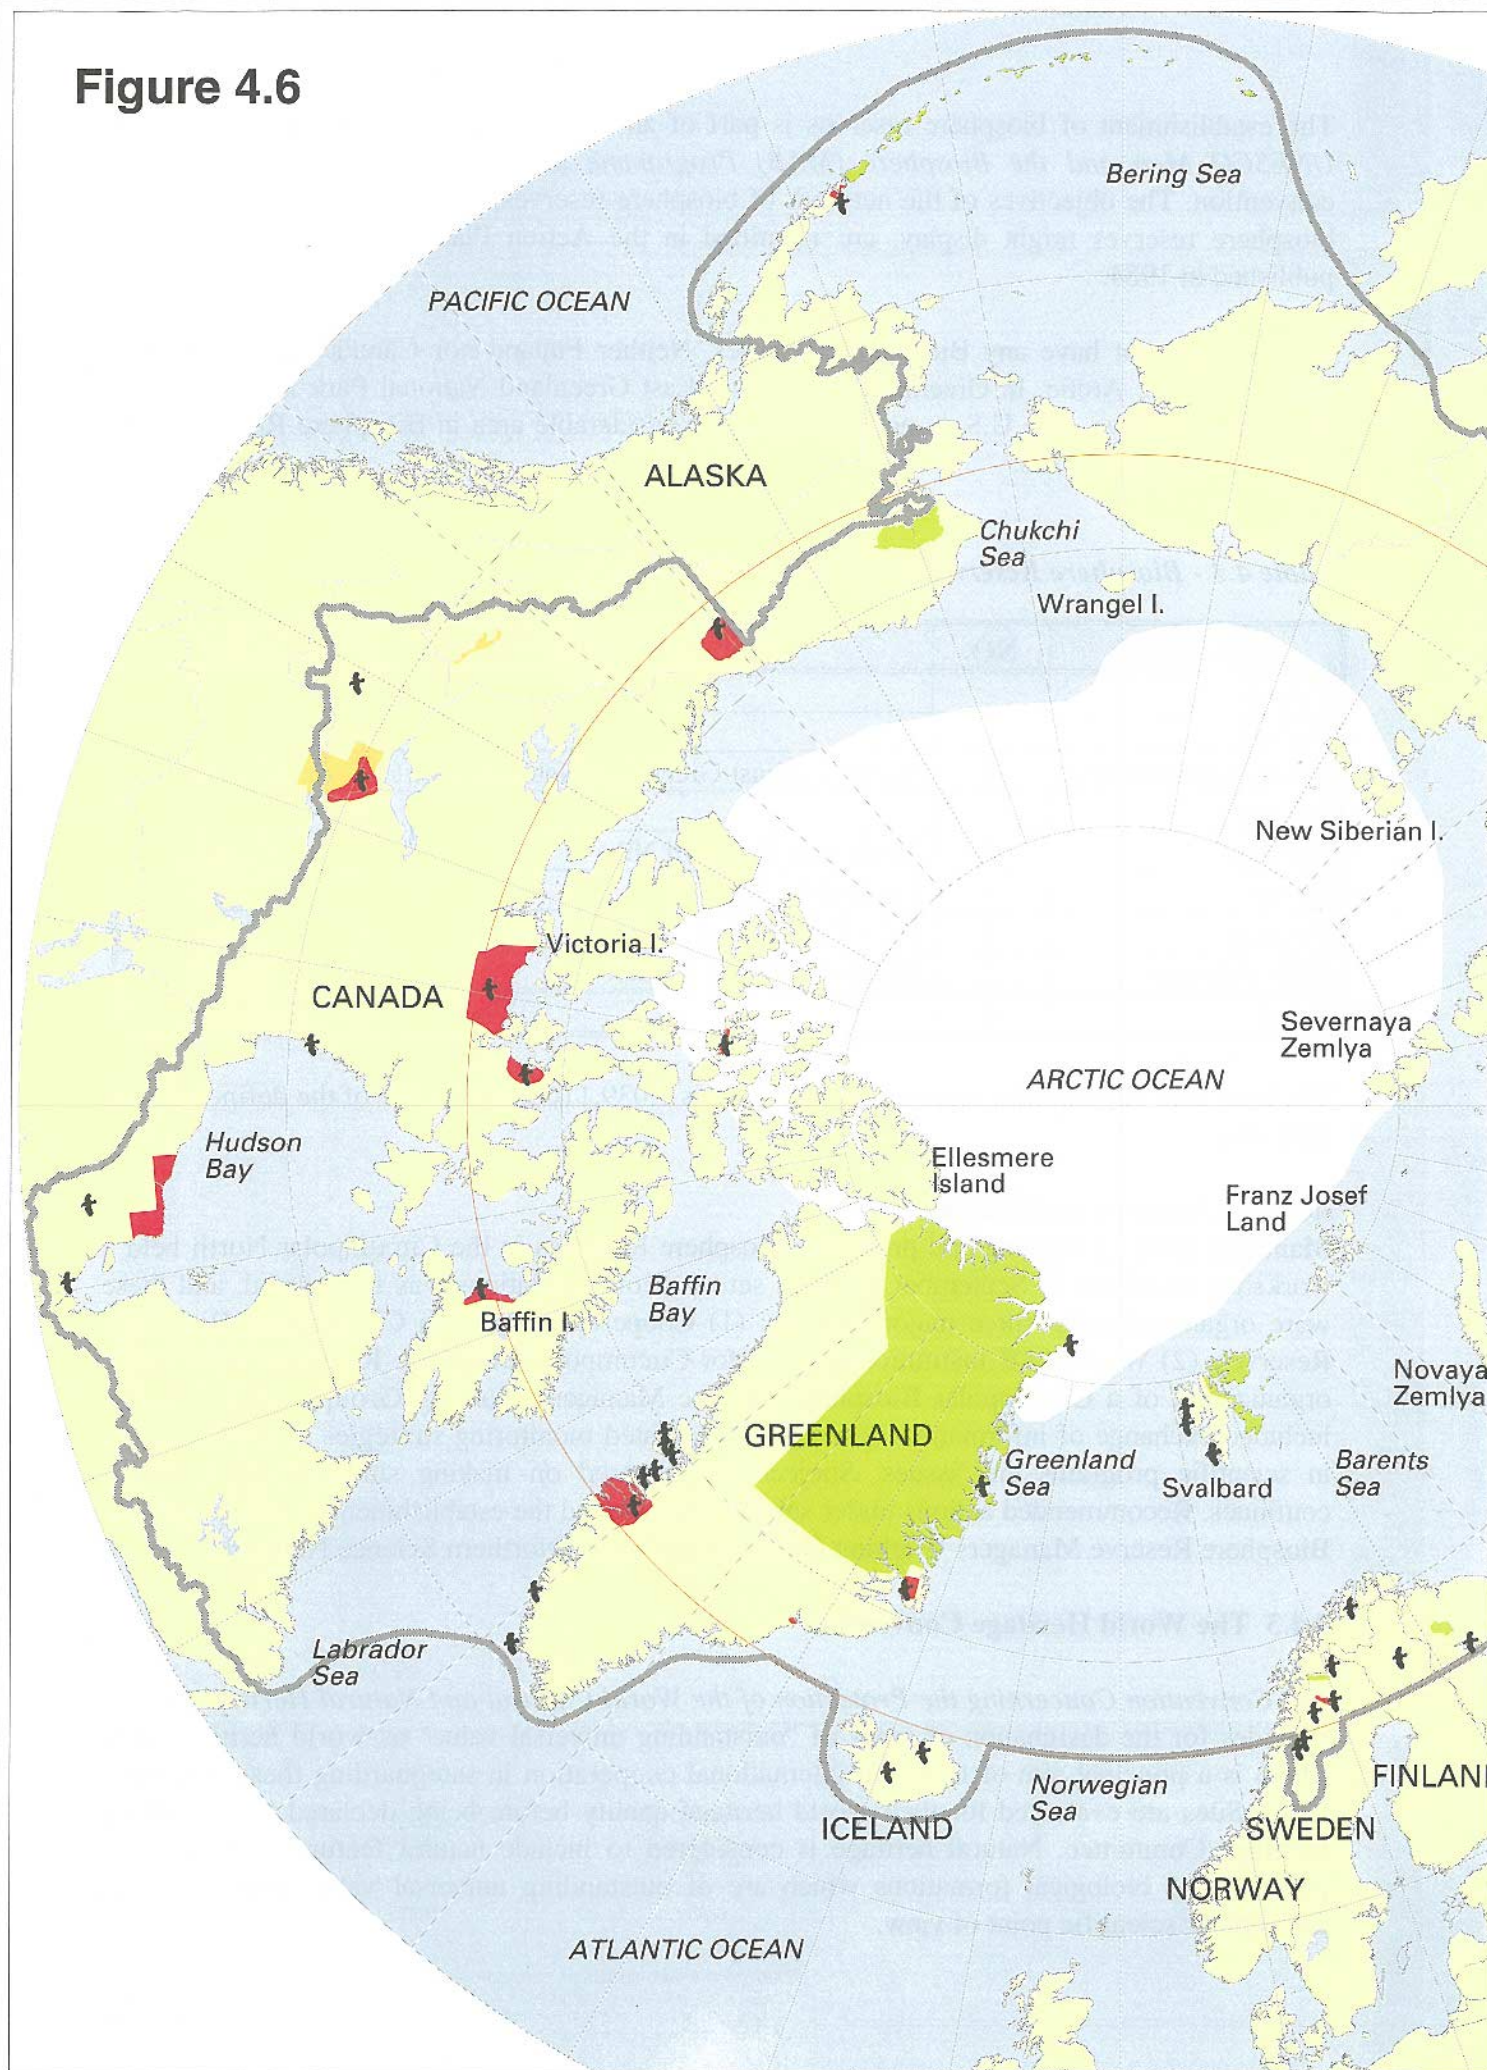 Figure 4.6
Bering Sea
PACIFIC OCEAN
ALASKA
Chukchi
Sea
Wrangel I.
New Siberian I.
Victoria I.
CANADA
Severnaya
Zemlya
ARCTIC OCEAN
Hudson
Bay
Ellesmere
Island
Franz Josef
Land
Baffin
Bay
Baffin I.
Novaya
Zemlya
GREENLAND
Greenland
Sea
Svalbard
Barents
Sea
Labrador
Sea
Norwegian
Sea
FINLAN
ICELAND
SWEDEN
NORWAY
ATLANTIC OCEAN